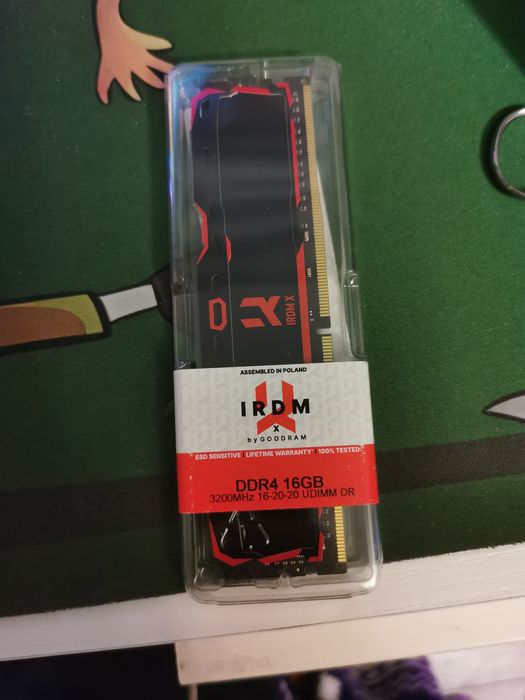 IRDM X
ASSEMBLED IN POLAND
IRDM
X
by GOODRAM
ESD SENSITIVE | LIFETIME WARRANTY | 100% TESTED
DDR4 16GB
3200MHz 16-20-20 UDIMM DR